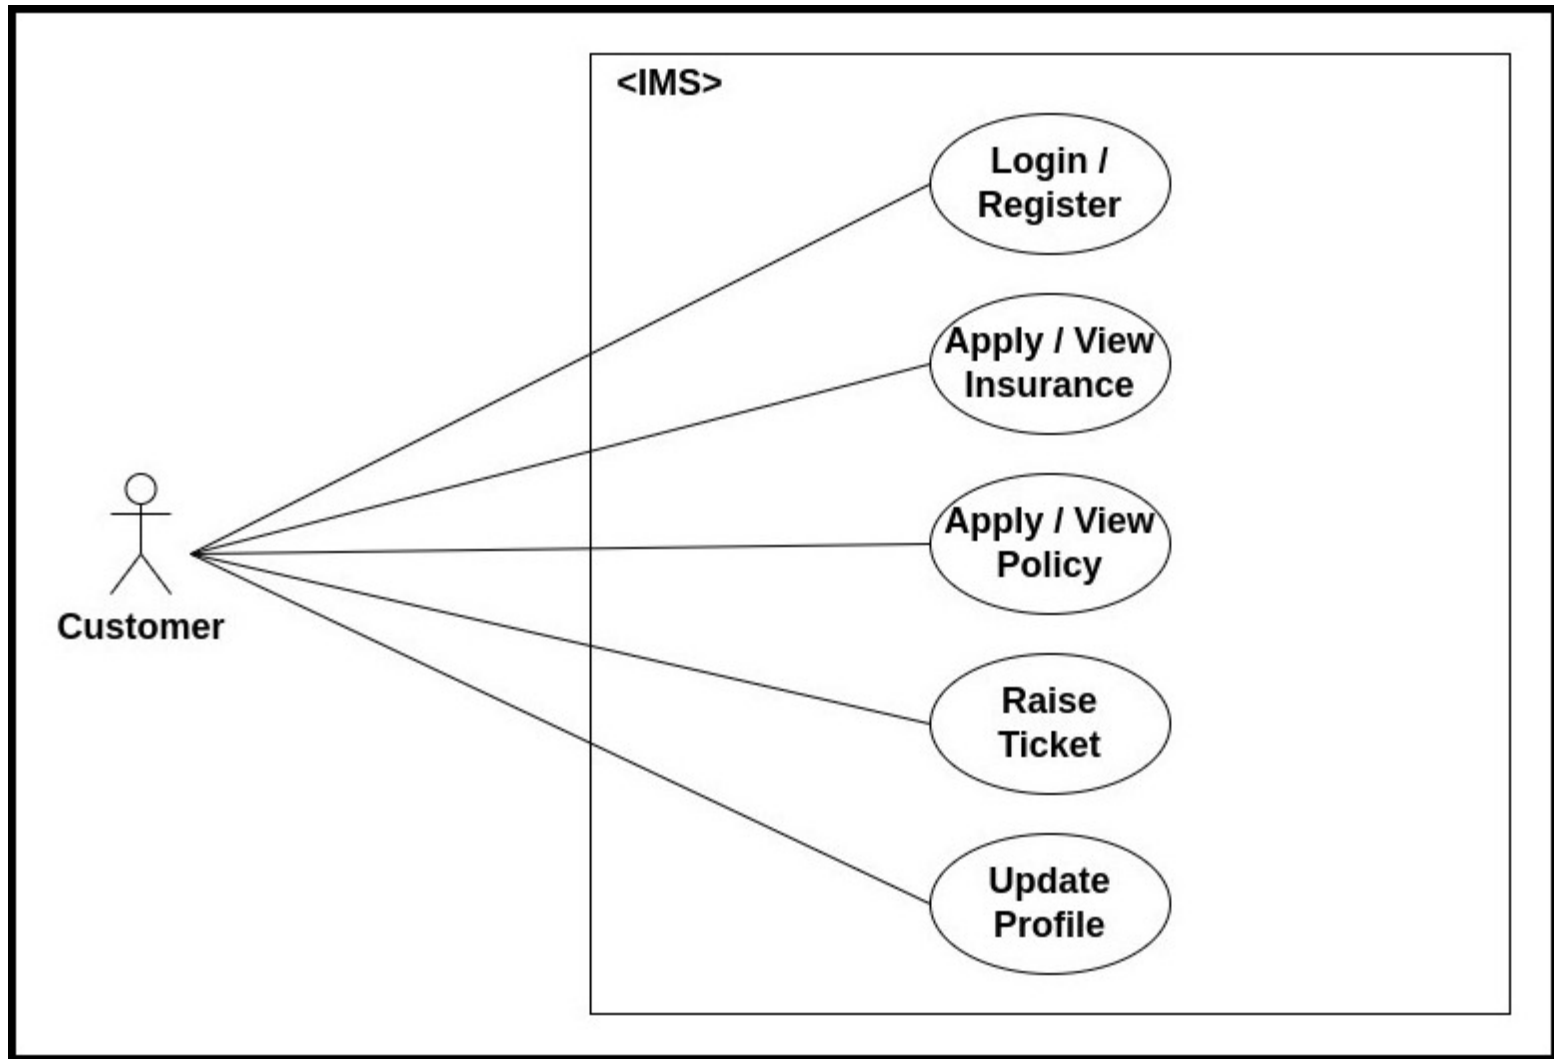 <IMS>
Login /
Register
Apply / View
Insurance
Apply / View
Policy
Customer
Raise
Ticket
Update
Profile